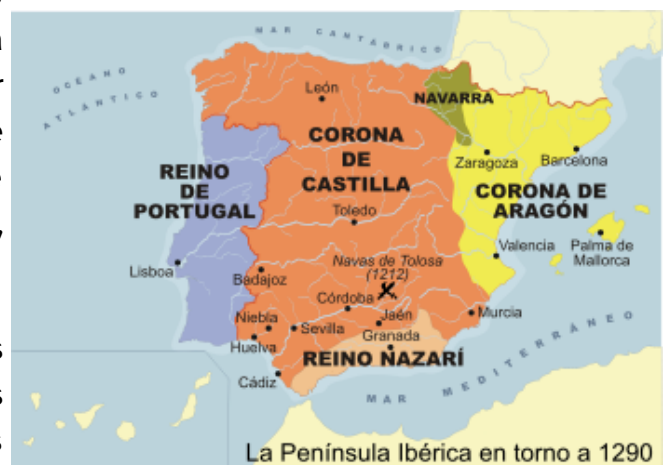 MAR CANTÁBRICO
OCÉANO
ATLÁNTICO
León
NAVARRA
CORONA
DE
CASTILLA
Zaragoza
Barcelona
REINO
DE
PORTUGAL
CORONA DE
ARAGÓN
Toledo
Valencia
Palma de
Mallorca
Lisboa
Badajoz
Navas de Tolosa
(1212)
Córdoba
Jaén
Murcia
Niebla
Sevilla
Granada
Huelva
REINO NAZARÍ
Cádiz
MAR MEDITERRÁNEO
La Península Ibérica en torno a 1290